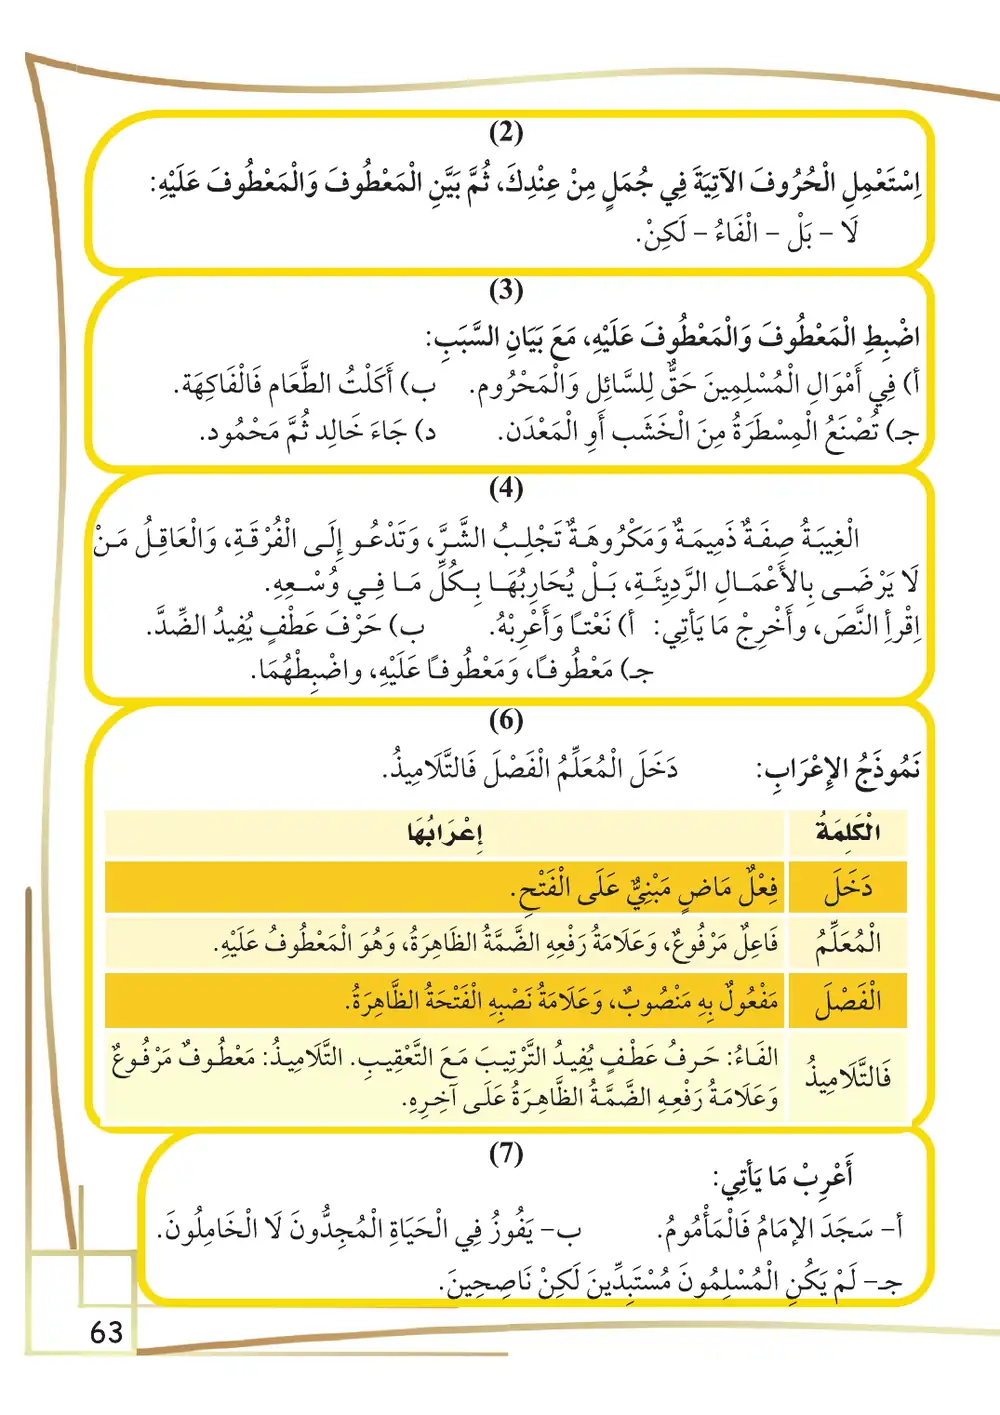 (2)
اِسْتَعْمِلِ الْحُرُوفَ الآتِيَةَ فِي جُمَلٍ مِنْ عِنْدِكَ، ثُمَّ بَيَّنِ الْمَعْطُوفَ وَالْمَعْطُوفَ عَلَيْهِ:
لَا – بَلْ – الْفَاءُ – لَكِنْ.
(3)
اضْبِطِ الْمَعْطُوفَ وَالْمَعْطُوفَ عَلَيْهِ، مَعَ بَيَانِ السَّبَبِ:
أ) فِي أَمْوَالِ الْمُسْلِمِينَ حَقٌّ لِلسَّائِل وَالْمَحْرُوم. ب) أَكَلْتُ الطَّعَام فَالْفَاكِهَة.
جـ) تُصْنَعُ الْمِسْطَرَةُ مِنَ الْخَشَب أَوِ الْمَعْدَن. د) جَاءَ خَالِد ثُمَّ مَحْمُود.
(4)
الْغِيبَةُ صِفَةٌ ذَمِيمَةٌ وَمَكْرُوهَةٌ تَجْلِبُ الشَّرَّ، وَتَدْعُو إِلَى الْفُرْقَةِ، وَالْعَاقِلُ مَنْ
لَا يَرْضَى بِالأَعْمَالِ الرَّدِيئَةِ، بَلْ يُحَارِبُهَا بِكُلِّ مَا فِي وُسْعِهِ.
اِقْرأِ النَّصَ، وأَخْرِجْ مَا يَأتِي: أ) نَعْتًا وَأَعْرِبْهُ. ب) حَرْفَ عَطْفٍ يُفِيدُ الضِّدَّ.
جـ) مَعْطُوفًا، وَمَعْطُوفًا عَلَيْهِ، واضْبِطْهُمَا.
(6)
نَمُوذَجُ الإِعْرَابِ: دَخَلَ الْمُعَلِّمُ الْفَصْلَ فَالتَّلَامِيذُ.
الْكَلِمَةُ إِعْرَابُهَا
دَخَلَ فِعْلٌ مَاضٍ مَبْنِيٌّ عَلَى الْفَتْحِ.
الْمُعَلِّمُ فَاعِلٌ مَرْفُوعٌ، وَعَلَامَةُ رَفْعِهِ الضَّمَّةُ الظَاهِرَةُ، وَهُوَ الْمَعْطُوفُ عَلَيْهِ.
الْفَصْلَ مَفْعُولٌ بِهِ مَنْصُوبٌ، وَعَلَامَةُ نَصْبِهِ الْفَتْحَةُ الظَّاهِرَةُ.
فَالتَّلَامِيذُ الفَاءُ: حَرفُ عَطْفٍ يُفِيدُ التَّرْتِيبَ مَعَ التَّعْقِيبِ. التَّلَامِيذُ: مَعْطُوفٌ مَرْفُوعٌ
وَعَلَامَةُ رَفْعِهِ الضَّمَّةُ الظَّاهِرَةُ عَلَى آخِرِهِ.
(7)
أَعْرِبْ مَا يَأتِي:
أ– سَجَدَ الإمَامُ فَالْمَأْمُومُ. ب– يَفُوزُ فِي الْحَيَاةِ الْمُجِدُّونَ لَا الْخَامِلُونَ.
جـ– لَمْ يَكُنِ الْمُسْلِمُونَ مُسْتَبِدِّينَ لَكِنْ نَاصِحِينَ.
63